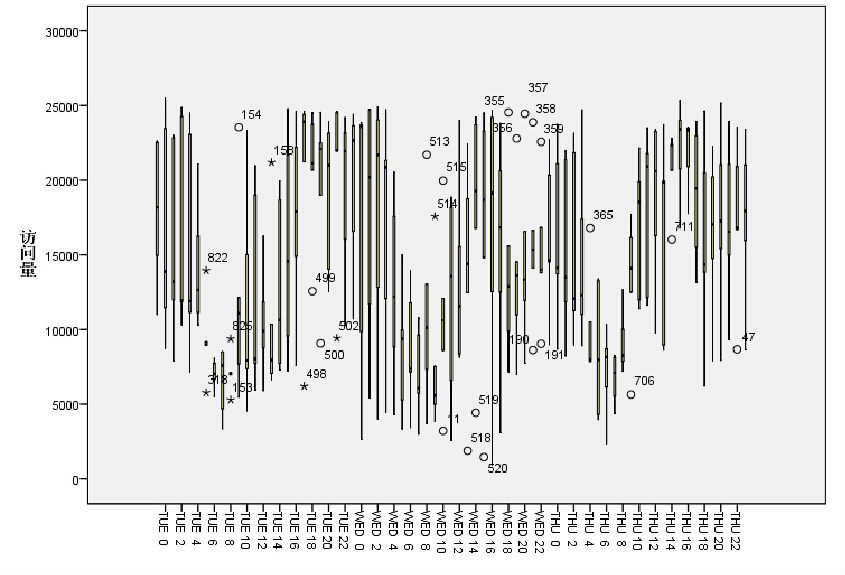 访问量
30000
25000
20000
15000
10000
5000
0
154
153
822
825
318
153
499
500
498
502
513
515
514
11
519
518
520
355
356
357
358
359
190
191
365
711
706
47
TUE 0
TUE 2
TUE 4
TUE 6
TUE 8
TUE 10
TUE 12
TUE 14
TUE 16
TUE 18
TUE 20
TUE 22
WED 0
WED 2
WED 4
WED 6
WED 8
WED 10
WED 12
WED 14
WED 16
WED 18
WED 20
WED 22
THU 0
THU 2
THU 4
THU 6
THU 8
THU 10
THU 12
THU 14
THU 16
THU 18
THU 20
THU 22